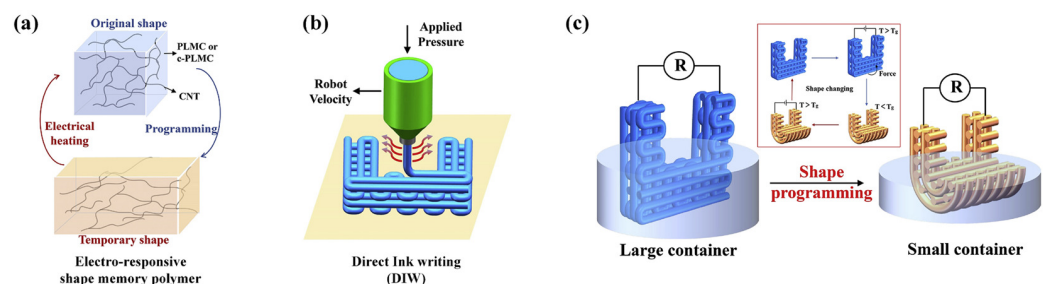 (a)
Original shape
PLMC or
c-PLMC
CNT
Electrical
heating
Programming
Temporary shape
Electro-responsive
shape memory polymer
(b)
Applied
Pressure
Robot
Velocity
Direct Ink writing
(DIW)
(c)
R
T > Tg
Force
Shape changing
T > Tg
T < Tg
R
Shape
programming
Large container
Small container